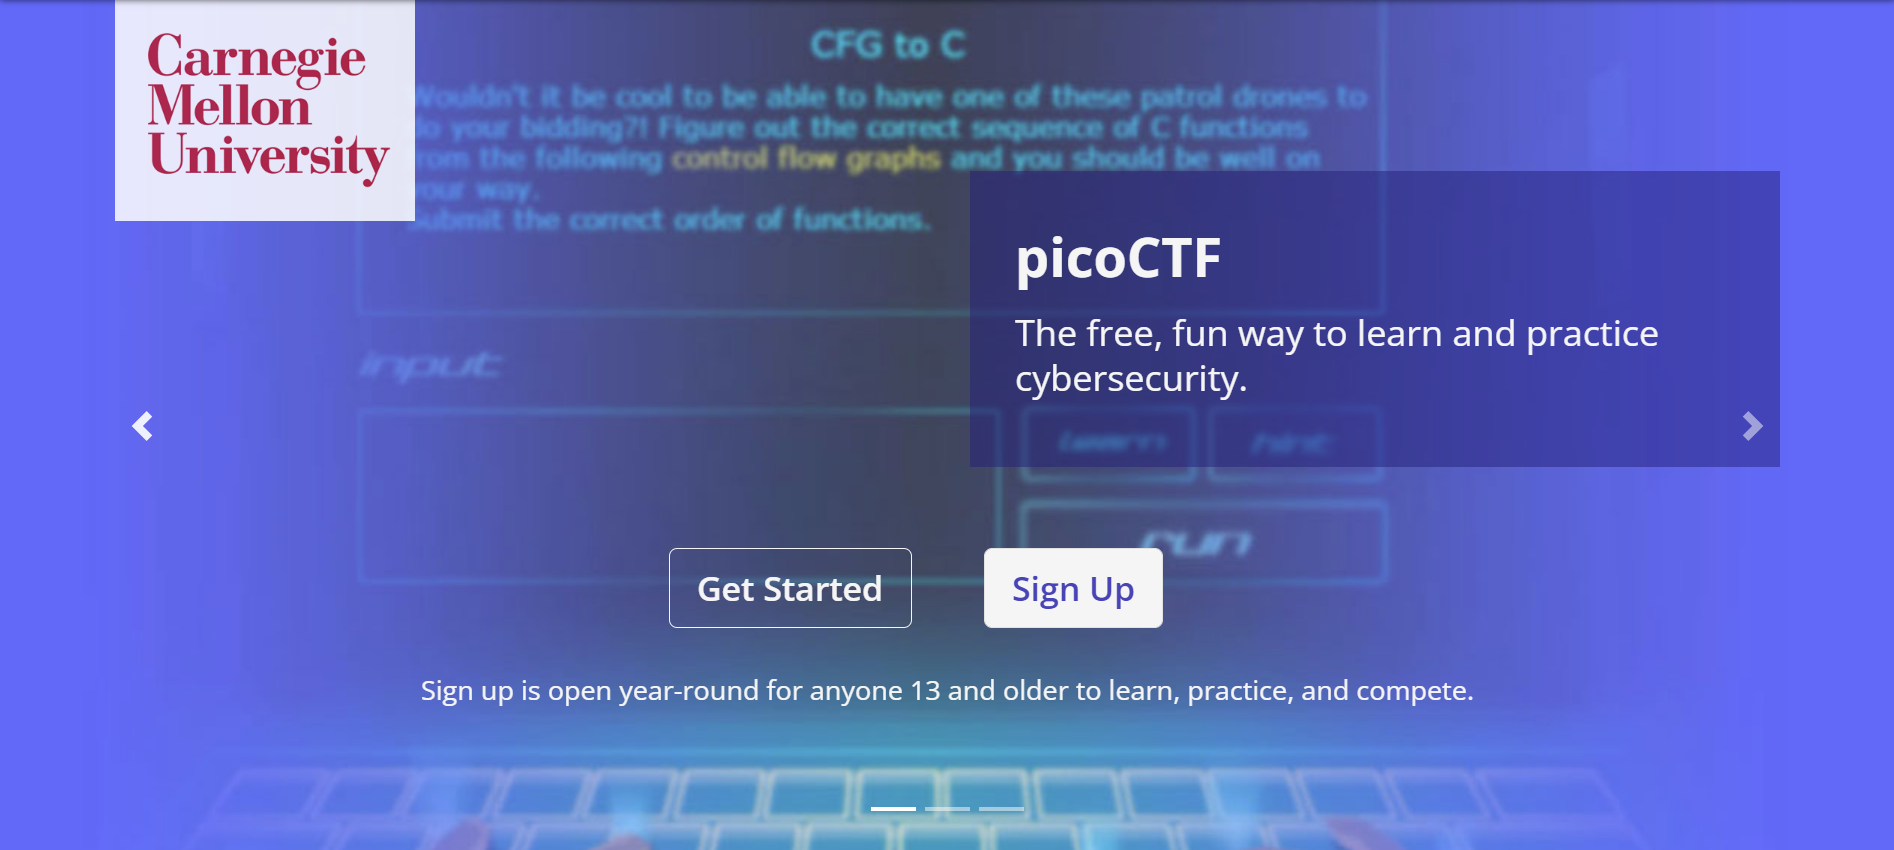 Carnegie
Mellon
University
CFG to C
Wouldn't it be cool to be able to have one of these patrol drones to
do your bidding?! Figure out the correct sequence of C functions
from the following control flow graphs and you should be well on
your way.
Submit the correct order of functions.
picoCTF
The free, fun way to learn and practice
cybersecurity.
input
learn
hint
run
Get Started
Sign Up
Sign up is open year-round for anyone 13 and older to learn, practice, and compete.